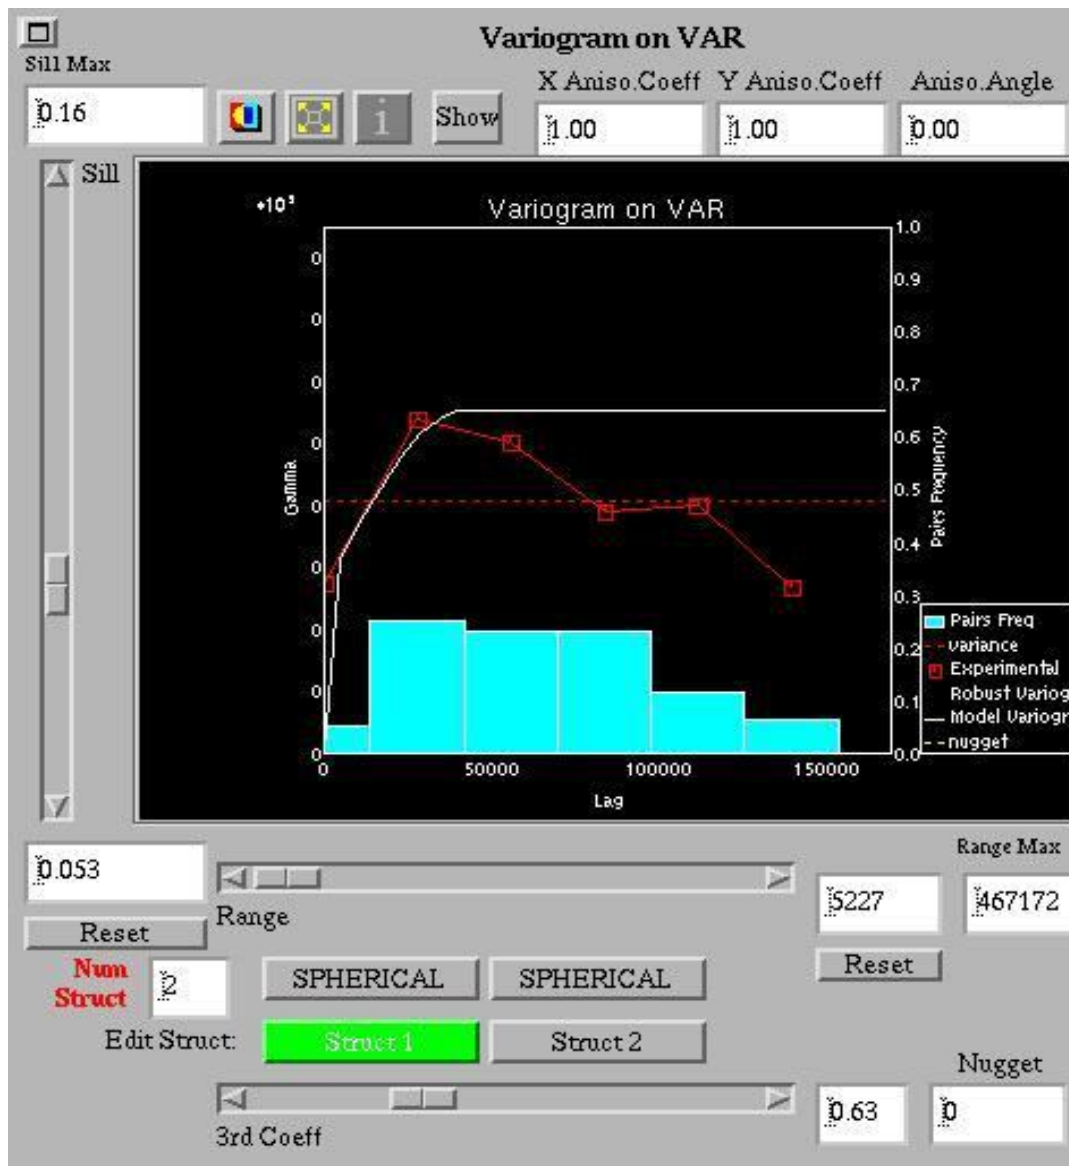 Variogram on VAR
Sill Max
X Aniso.Coeff Y Aniso.Coeff Aniso.Angle
0.16
Show
1.00 1.00 0.00
Sill
Variogram on VAR
1.0
0
0.9
0
0.8
0
0.7
0
0.6
Gamma
Pairs Frequency
0
0.5
0
0.4
0
0.3
0
0.2
0
0.1
0
0.0
Pairs Freq
variance
Experimental
Robust Variog
Model Variogr
nugget
0 50000 100000 150000
Lag
0.053
Range Max
5227 467172
Range
Reset
Reset
Num
Struct
2
SPHERICAL SPHERICAL
Edit Struct: Struct 1 Struct 2
Nugget
0.63 0
3rd Coeff